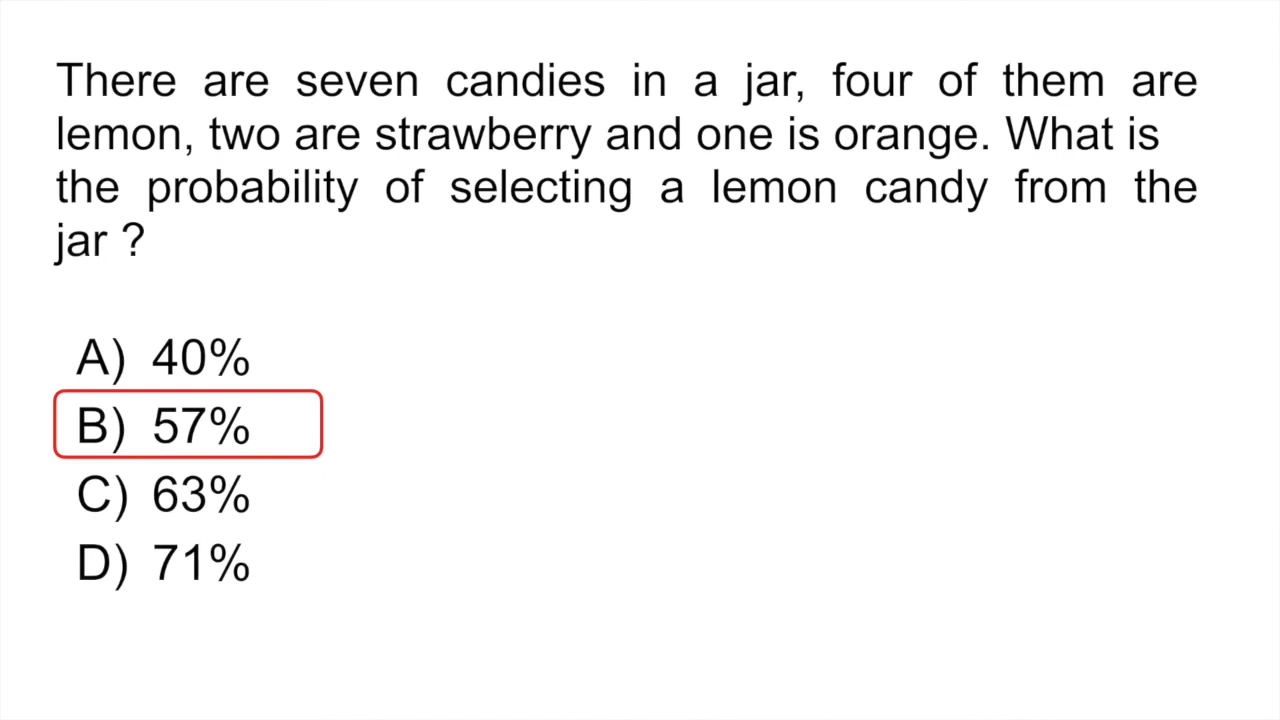 There are seven candies in a jar, four of them are
lemon, two are strawberry and one is orange. What is
the probability of selecting a lemon candy from the
jar ?
A) 40%
B) 57%
C) 63%
D) 71%